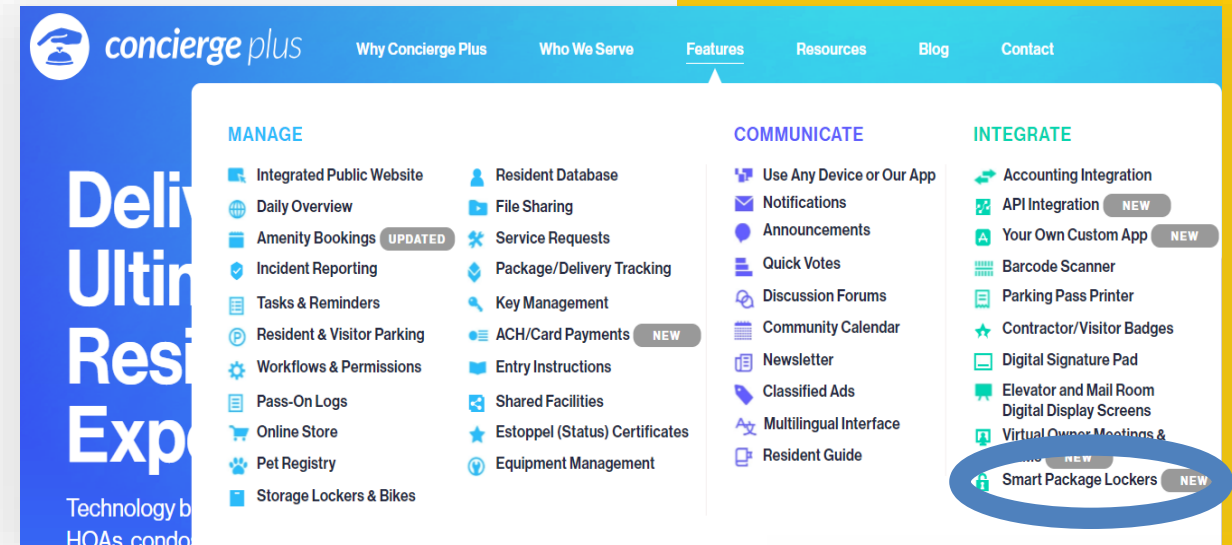 concierge plus
Why Concierge Plus
Who We Serve
Features
Resources
Blog
Contact
MANAGE
Integrated Public Website
Daily Overview
Amenity Bookings UPDATED
Incident Reporting
Tasks & Reminders
Resident & Visitor Parking
Workflows & Permissions
Pass-On Logs
Online Store
Pet Registry
Storage Lockers & Bikes
Resident Database
File Sharing
Service Requests
Package/Delivery Tracking
Key Management
ACH/Card Payments NEW
Entry Instructions
Shared Facilities
Estoppel (Status) Certificates
Equipment Management
COMMUNICATE
Use Any Device or Our App
Notifications
Announcements
Quick Votes
Discussion Forums
Community Calendar
Newsletter
Classified Ads
Multilingual Interface
Resident Guide
INTEGRATE
Accounting Integration
API Integration NEW
Your Own Custom App NEW
Barcode Scanner
Parking Pass Printer
Contractor/Visitor Badges
Digital Signature Pad
Elevator and Mail Room
Digital Display Screens
Virtual Owner Meetings &
NEW
Smart Package Lockers NEW
Deliv
Ultim
Resi
Expe
Technology b
HOAs, condo